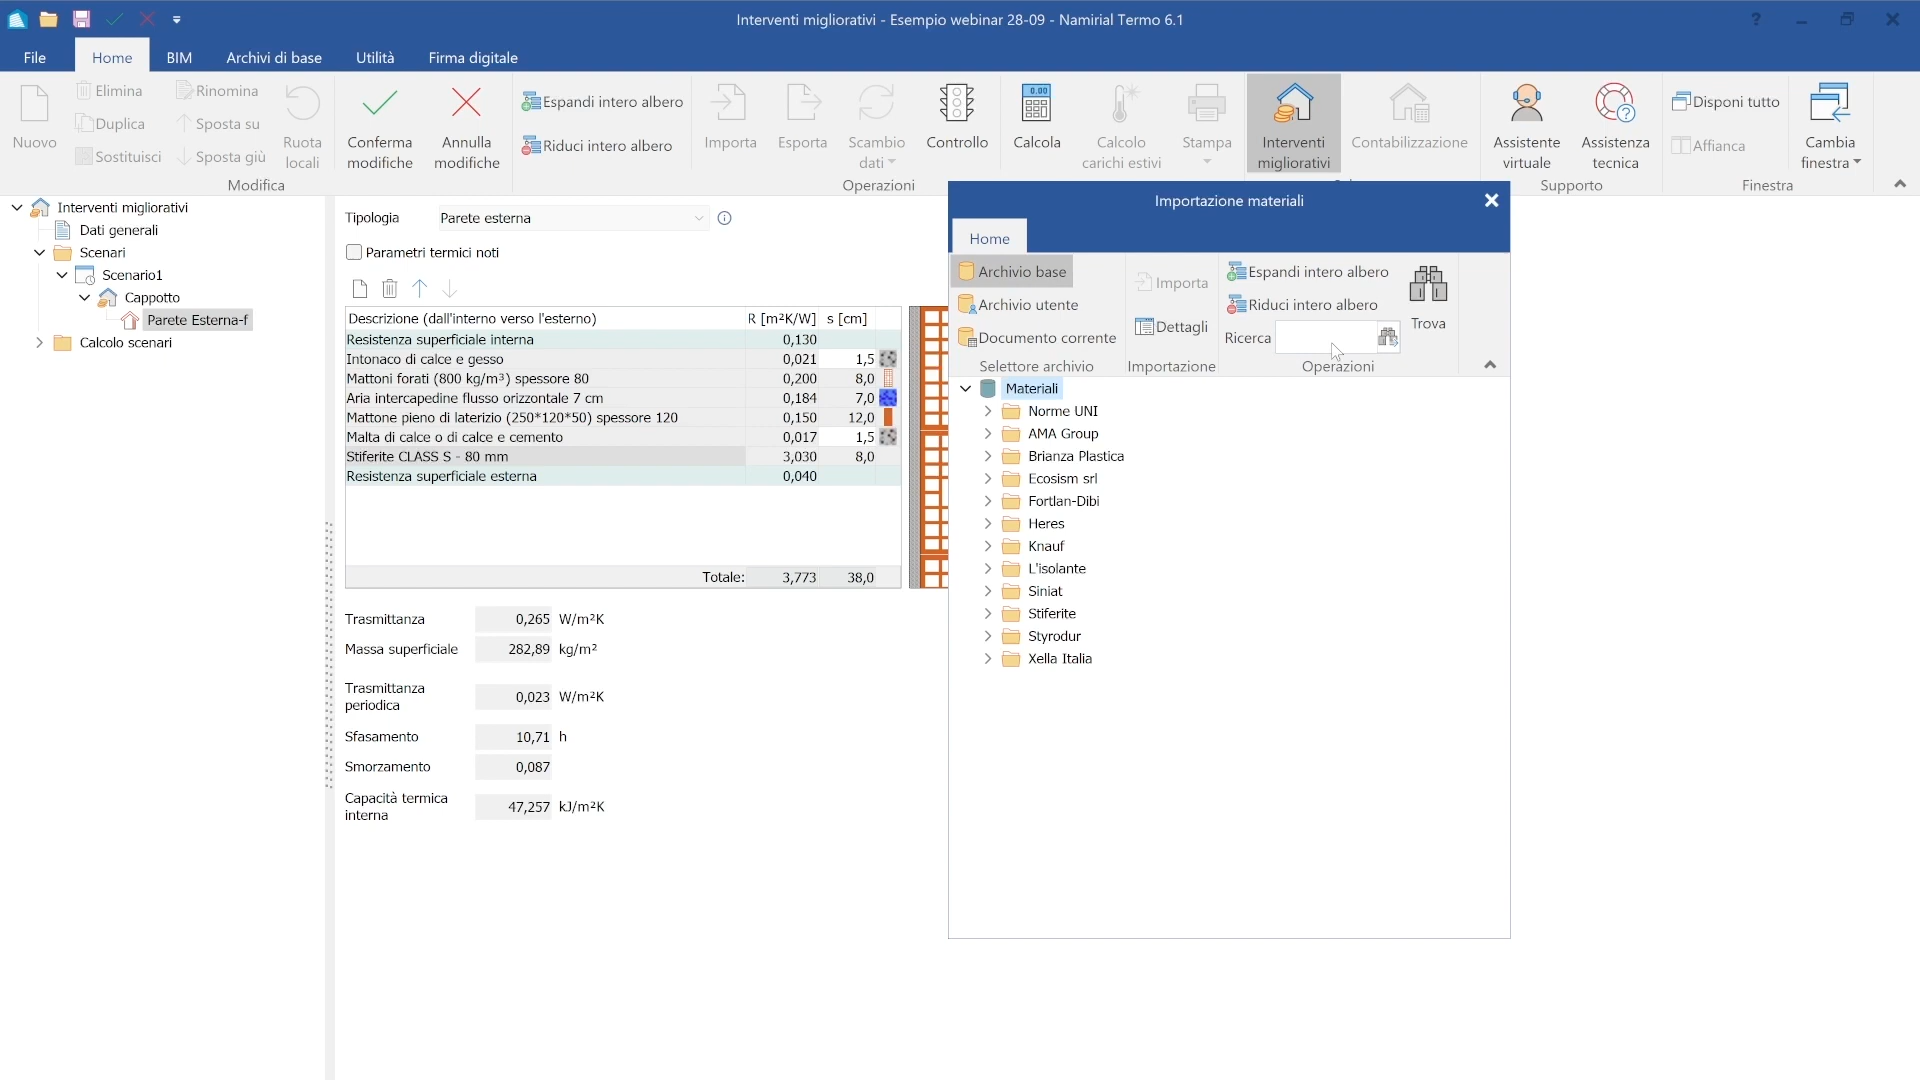 Interventi migliorativi - Esempio webinar 28-09 - Namirial Termo 6.1
File Home BIM Archivi di base Utilità Firma digitale
Nuovo
Elimina
Duplica
Sostituisci
Rinomina
Sposta su
Sposta giù
Ruota
locali
Modifica
Conferma
modifiche
Annulla
modifiche
Espandi intero albero
Riduci intero albero
Importa
Esporta
Scambio
dati
Controllo
Operazioni
Calcola
Calcolo
carichi estivi
Stampa
Interventi
migliorativi
Contabilizzazione
Assistente
virtuale
Assistenza
tecnica
Supporto
Disponi tutto
Affianca
Cambia
finestra
Finestra
Interventi migliorativi
Dati generali
Scenari
Scenario1
Cappotto
Parete Esterna-f
Calcolo scenari
Tipologia Parete esterna
Parametri termici noti
Descrizione (dall'interno verso l'esterno) R [m²K/W] s [cm]
Resistenza superficiale interna 0,130
Intonaco di calce e gesso 0,021 1,5
Mattoni forati (800 kg/m³) spessore 80 0,200 8,0
Aria intercapedine flusso orizzontale 7 cm 0,184 7,0
Mattone pieno di laterizio (250*120*50) spessore 120 0,150 12,0
Malta di calce o di calce e cemento 0,017 1,5
Stiferite CLASS S - 80 mm 3,030 8,0
Resistenza superficiale esterna 0,040
Totale: 3,773 38,0
Trasmittanza 0,265 W/m²K
Massa superficiale 282,89 kg/m²
Trasmittanza
periodica 0,023 W/m²K
Sfasamento 10,71 h
Smorzamento 0,087
Capacità termica
interna 47,257 kJ/m²K
Importazione materiali
Home
Archivio base
Archivio utente
Documento corrente
Selettore archivio
Importa
Dettagli
Importazione
Espandi intero albero
Riduci intero albero
Ricerca
Trova
Operazioni
Materiali
Norme UNI
AMA Group
Brianza Plastica
Ecosism srl
Fortlan-Dibi
Heres
Knauf
L'isolante
Siniat
Stiferite
Styrodur
Xella Italia